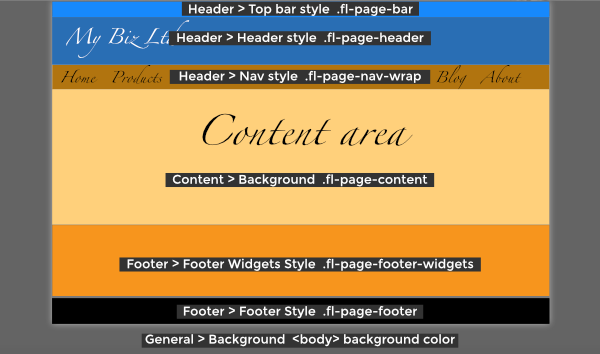 Header > Top bar style .fl-page-bar
My Biz Ltd
Header > Header style .fl-page-header
Home Products Header > Nav style .fl-page-nav-wrap Blog About
Content area
Content > Background .fl-page-content
Footer > Footer Widgets Style .fl-page-footer-widgets
Footer > Footer Style .fl-page-footer
General > Background <body> background color